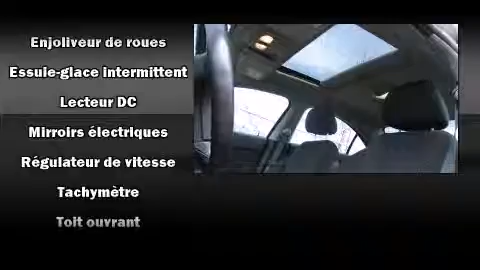 Enjoliveur de roues
Essuie-glace intermittent
Lecteur DC
Mirroirs électriques
Régulateur de vitesse
Tachymètre
Toit ouvrant